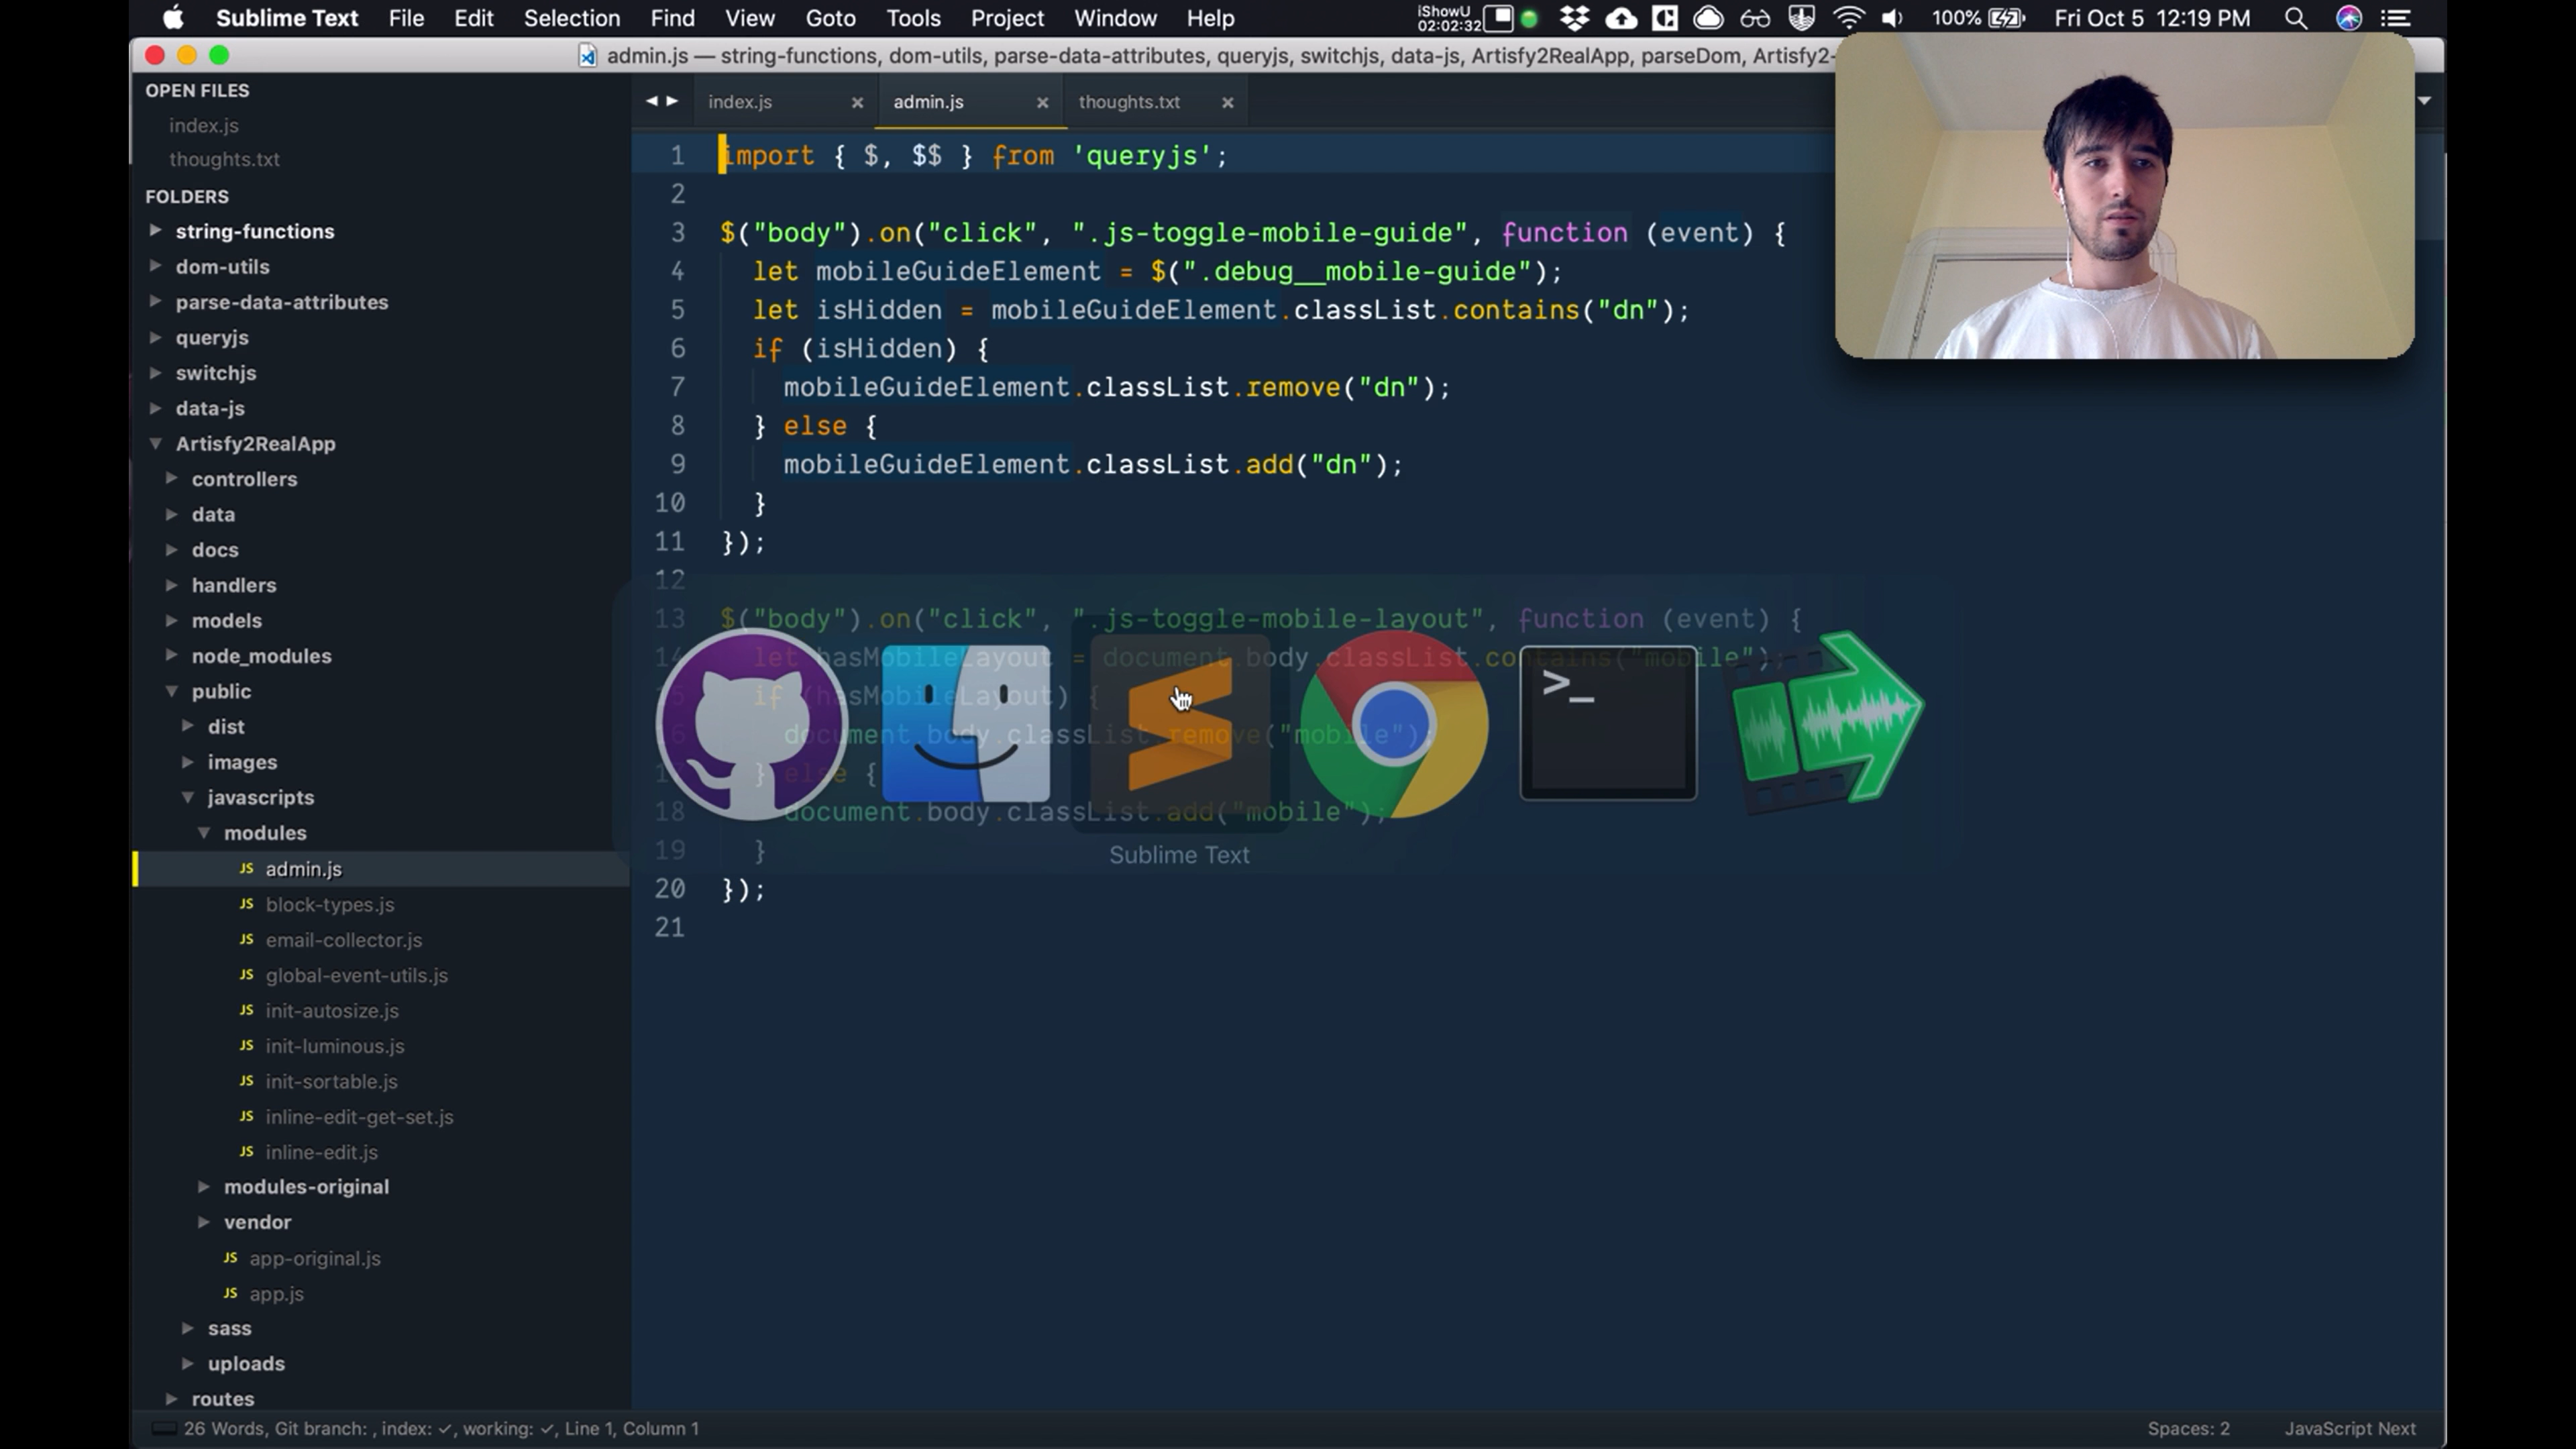 Sublime Text File Edit Selection Find View Goto Tools Project Window Help
iShowU
02:02:32
100%
Fri Oct 5 12:19 PM
admin.js — string-functions, dom-utils, parse-data-attributes, queryjs, switchjs, data-js, Artisfy2RealApp, parseDom, Artisfy2-
OPEN FILES
index.js
thoughts.txt
FOLDERS
string-functions
dom-utils
parse-data-attributes
queryjs
switchjs
data-js
Artisfy2RealApp
controllers
data
docs
handlers
models
node_modules
public
dist
images
javascripts
modules
JS admin.js
JS block-types.js
JS email-collector.js
JS global-event-utils.js
JS init-autosize.js
JS init-luminous.js
JS init-sortable.js
JS inline-edit-get-set.js
JS inline-edit.js
modules-original
vendor
JS app-original.js
JS app.js
sass
uploads
routes
index.js admin.js thoughts.txt
1 import { $, $$ } from 'queryjs';
2
3 $("body").on("click", ".js-toggle-mobile-guide", function (event) {
4 let mobileGuideElement = $(".debug__mobile-guide");
5 let isHidden = mobileGuideElement.classList.contains("dn");
6 if (isHidden) {
7 mobileGuideElement.classList.remove("dn");
8 } else {
9 mobileGuideElement.classList.add("dn");
10 }
11 });
12
13 $("body").on("click", ".js-toggle-mobile-layout", function (event) {
14 let hasMobileLayout = document.body.classList.contains("mobile");
15 if (hasMobileLayout) {
16 document.body.classList.remove("mobile");
17 } else {
18 document.body.classList.add("mobile");
19 }
20 });
21
>_
Sublime Text
26 Words, Git branch: , index: ✓, working: ✓, Line 1, Column 1
Spaces: 2
JavaScript Next